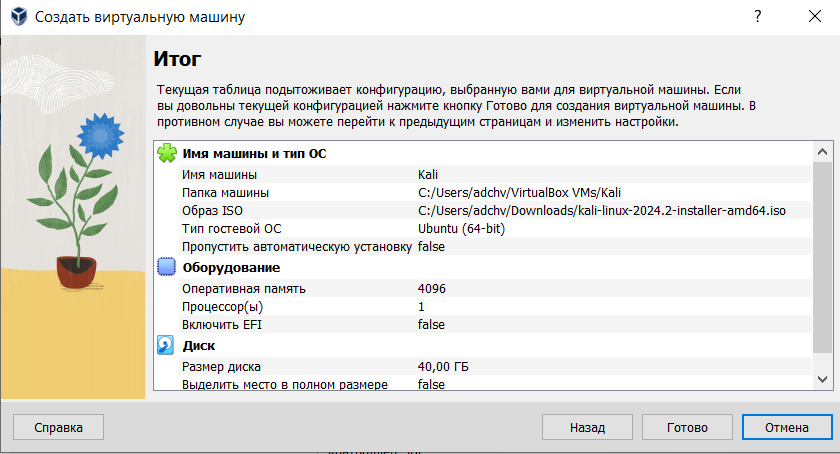 Создать виртуальную машину
Итог
Текущая таблица подытоживает конфигурацию, выбранную вами для виртуальной машины. Если
вы довольны текущей конфигурацией нажмите кнопку Готово для создания виртуальной машины. В
противном случае вы можете перейти к предыдущим страницам и изменить настройки.
Имя машины и тип ОС
Имя машины Kali
Папка машины C:/Users/adchv/VirtualBox VMs/Kali
Образ ISO C:/Users/adchv/Downloads/kali-linux-2024.2-installer-amd64.iso
Тип гостевой ОС Ubuntu (64-bit)
Пропустить автоматическую установку false
Оборудование
Оперативная память 4096
Процессор(ы) 1
Включить EFI false
Диск
Размер диска 40,00 ГБ
Выделить место в полном размере false
Справка Назад Готово Отмена